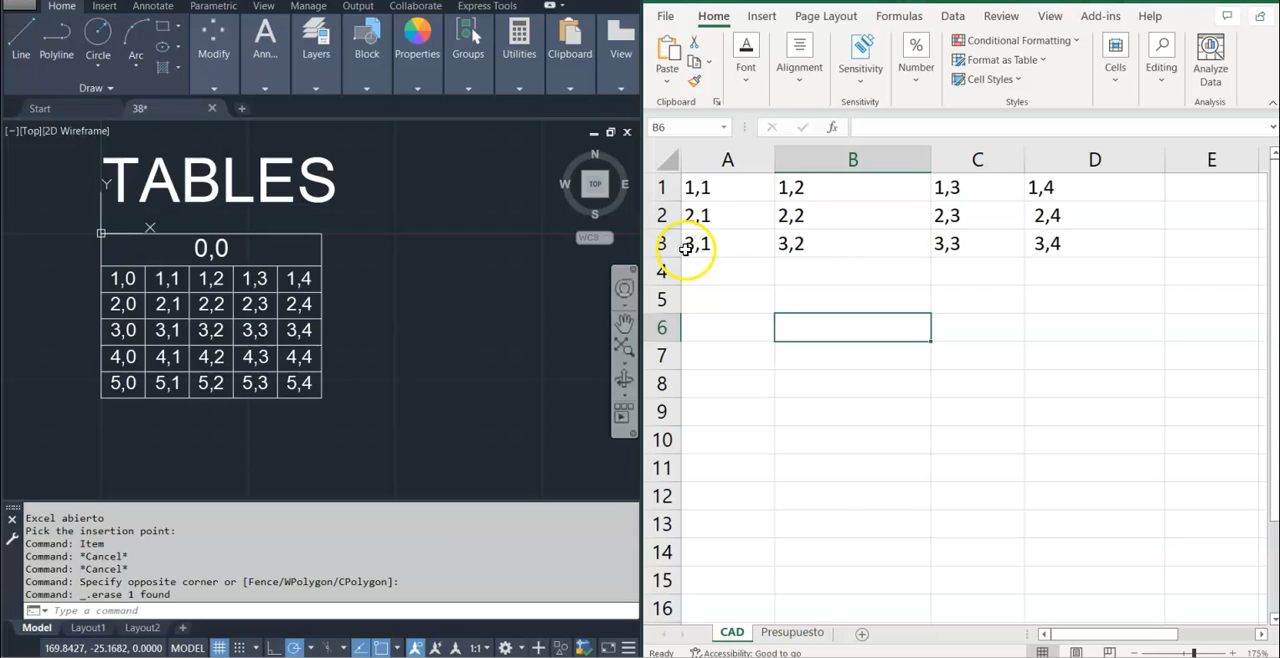 Home Insert Annotate Parametric View Manage Output Collaborate Express Tools
Line Polyline Circle Arc Modify Ann... Layers Block Properties Groups Utilities Clipboard View
Draw
Start 38*
[−][Top][2D Wireframe]
TABLES
Y
N
W TOP E
S
WCS
0,0
1,0 1,1 1,2 1,3 1,4
2,0 2,1 2,2 2,3 2,4
3,0 3,1 3,2 3,3 3,4
4,0 4,1 4,2 4,3 4,4
5,0 5,1 5,2 5,3 5,4
Excel abierto
Pick the insertion point:
Command: Item
Command: *Cancel*
Command: *Cancel*
Command: Specify opposite corner or [Fence/WPolygon/CPolygon]:
Command: _.erase 1 found
Type a command
Model Layout1 Layout2 +
169.8427, -25.1682, 0.0000 MODEL 1:1
File Home Insert Page Layout Formulas Data Review View Add-ins Help
Paste Font Alignment Sensitivity Number Conditional Formatting Format as Table Cell Styles Cells Editing Analyze Data
Clipboard Sensitivity Styles Analysis
B6 fx
A B C D E
1 1,1 1,2 1,3 1,4
2 2,1 2,2 2,3 2,4
3 3,1 3,2 3,3 3,4
4
5
6
7
8
9
10
11
12
13
14
15
16
CAD Presupuesto
Ready Accessibility: Good to go 175%